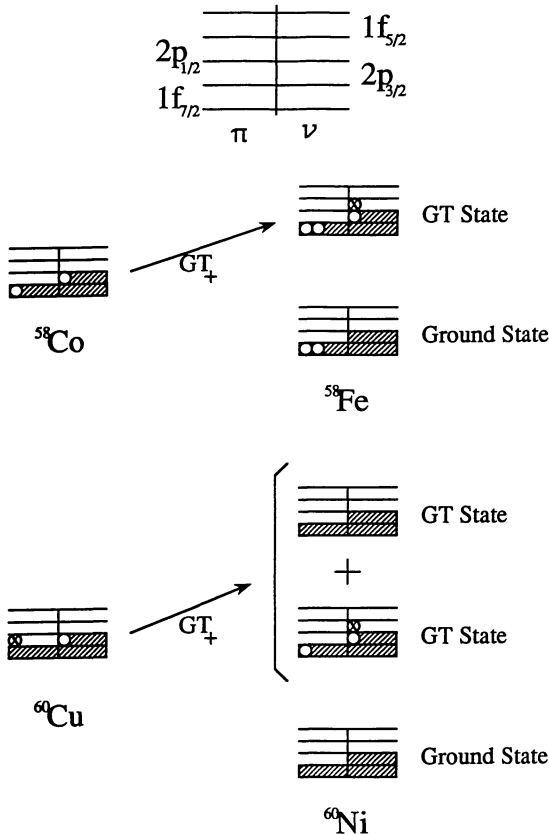 1f5/2
2p1/2
2p3/2
1f7/2
π ν
GT State
GT+
58Co
Ground State
58Fe
GT State
+
GT+
GT State
60Cu
Ground State
60Ni